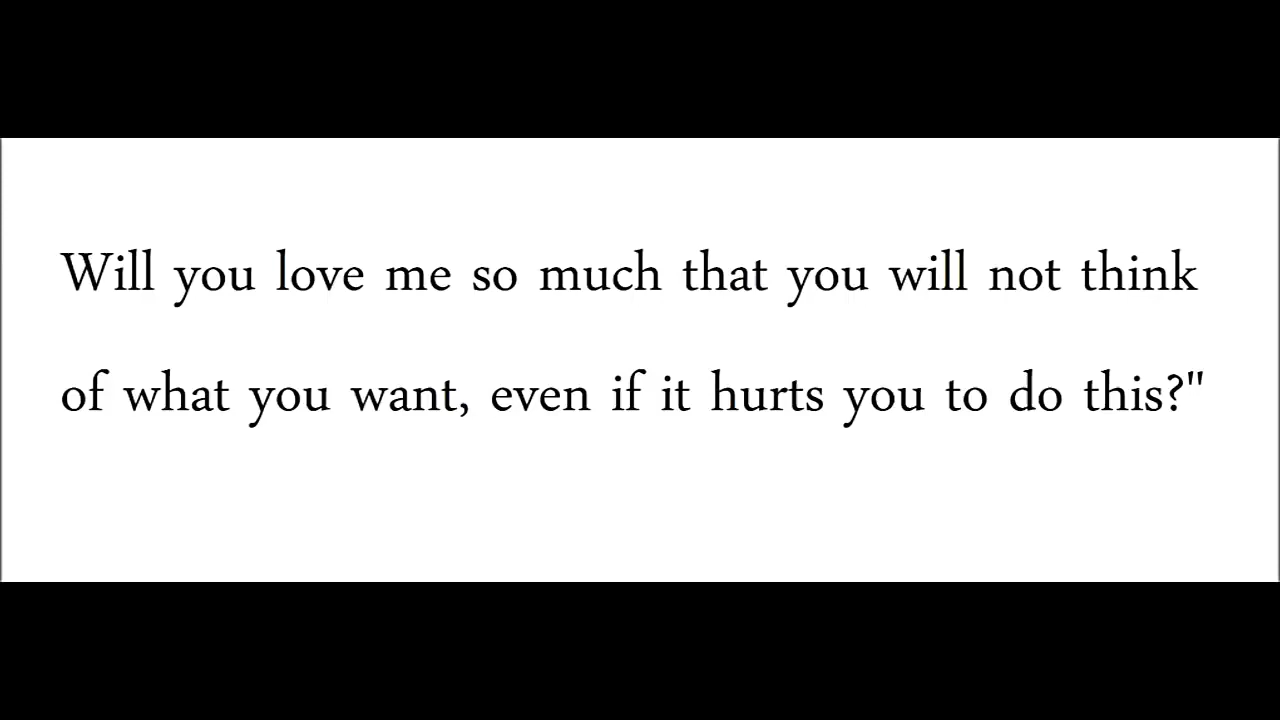 Will you love me so much that you will not think
of what you want, even if it hurts you to do this?"